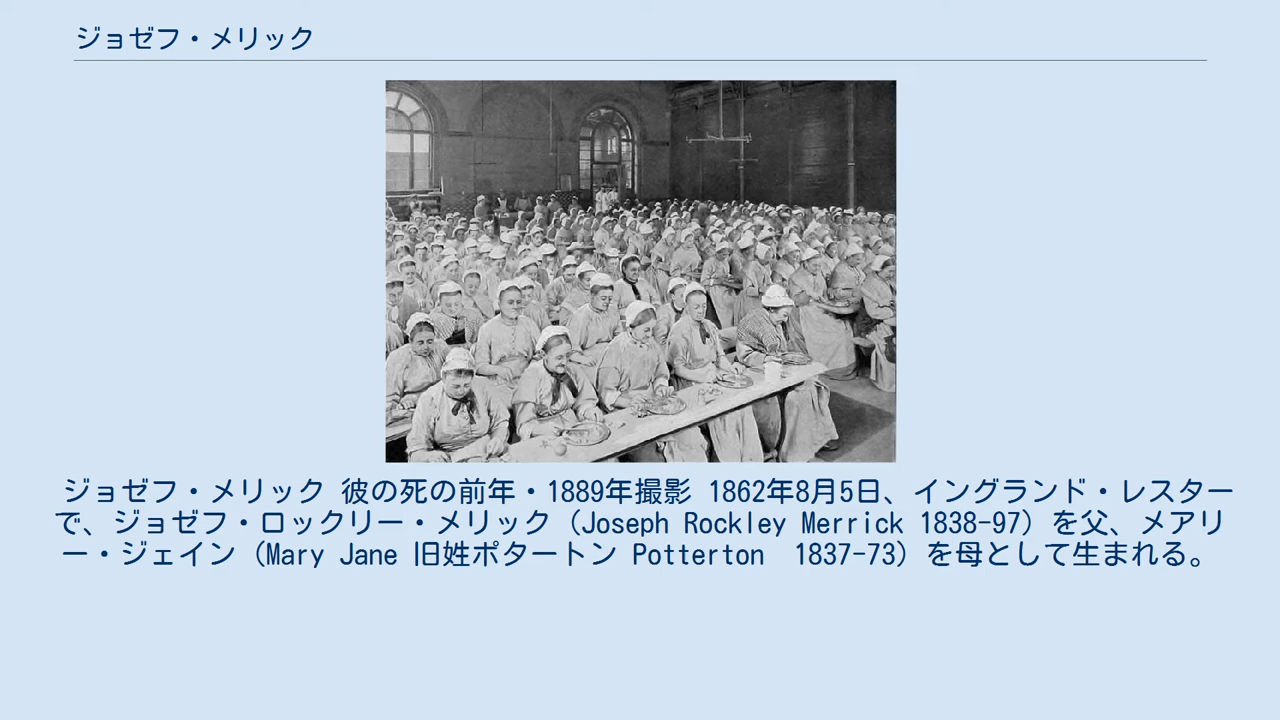 ジョゼフ・メリック
ジョゼフ・メリック 彼の死の前年・1889年撮影 1862年8月5日、イングランド・レスター
で、ジョゼフ・ロックリー・メリック（Joseph Rockley Merrick 1838-97）を父、メアリ
ー・ジェイン（Mary Jane 旧姓ポタートン Potterton  1837-73）を母として生まれる。